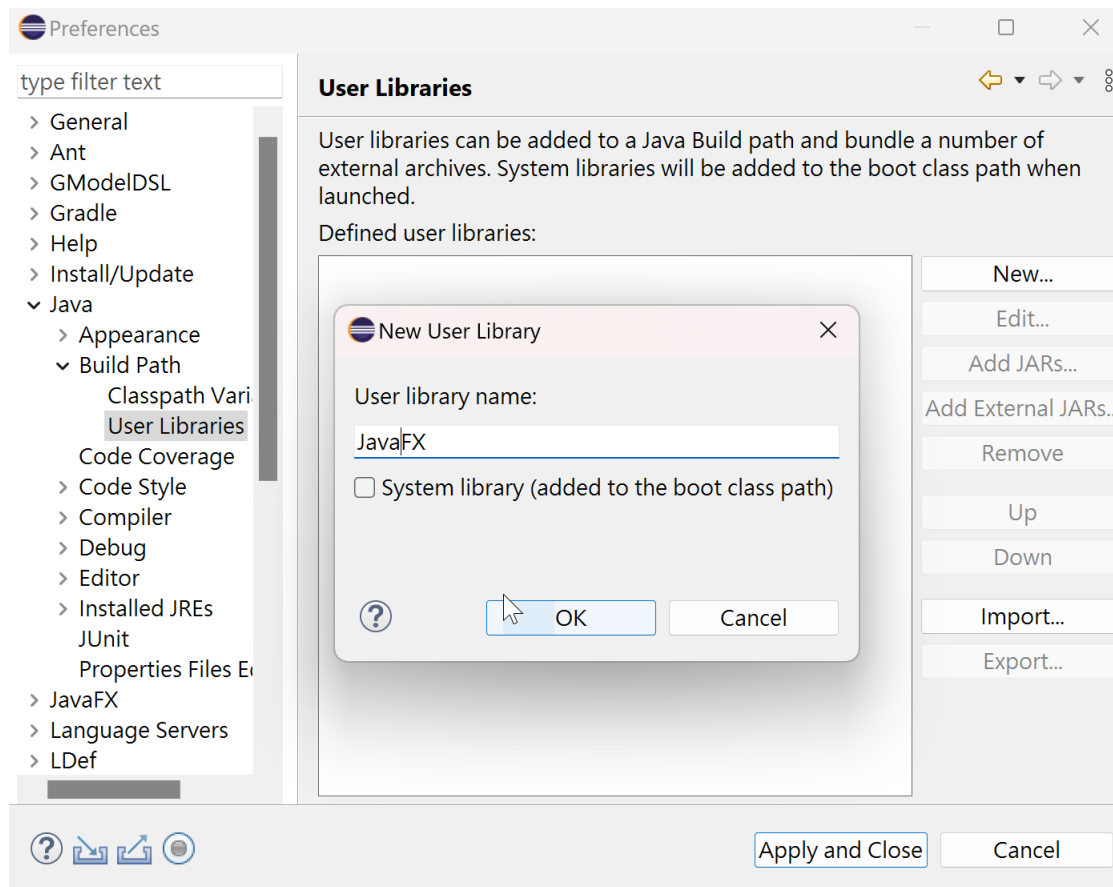 Preferences
type filter text
General
Ant
GModelDSL
Gradle
Help
Install/Update
Java
Appearance
Build Path
Classpath Vari
User Libraries
Code Coverage
Code Style
Compiler
Debug
Editor
Installed JREs
JUnit
Properties Files Ed
JavaFX
Language Servers
LDef
User Libraries
User libraries can be added to a Java Build path and bundle a number of
external archives. System libraries will be added to the boot class path when
launched.
Defined user libraries:
New User Library
User library name:
JavaFX
System library (added to the boot class path)
?
OK
Cancel
New...
Edit...
Add JARs...
Add External JARs..
Remove
Up
Down
Import...
Export...
?
Apply and Close
Cancel